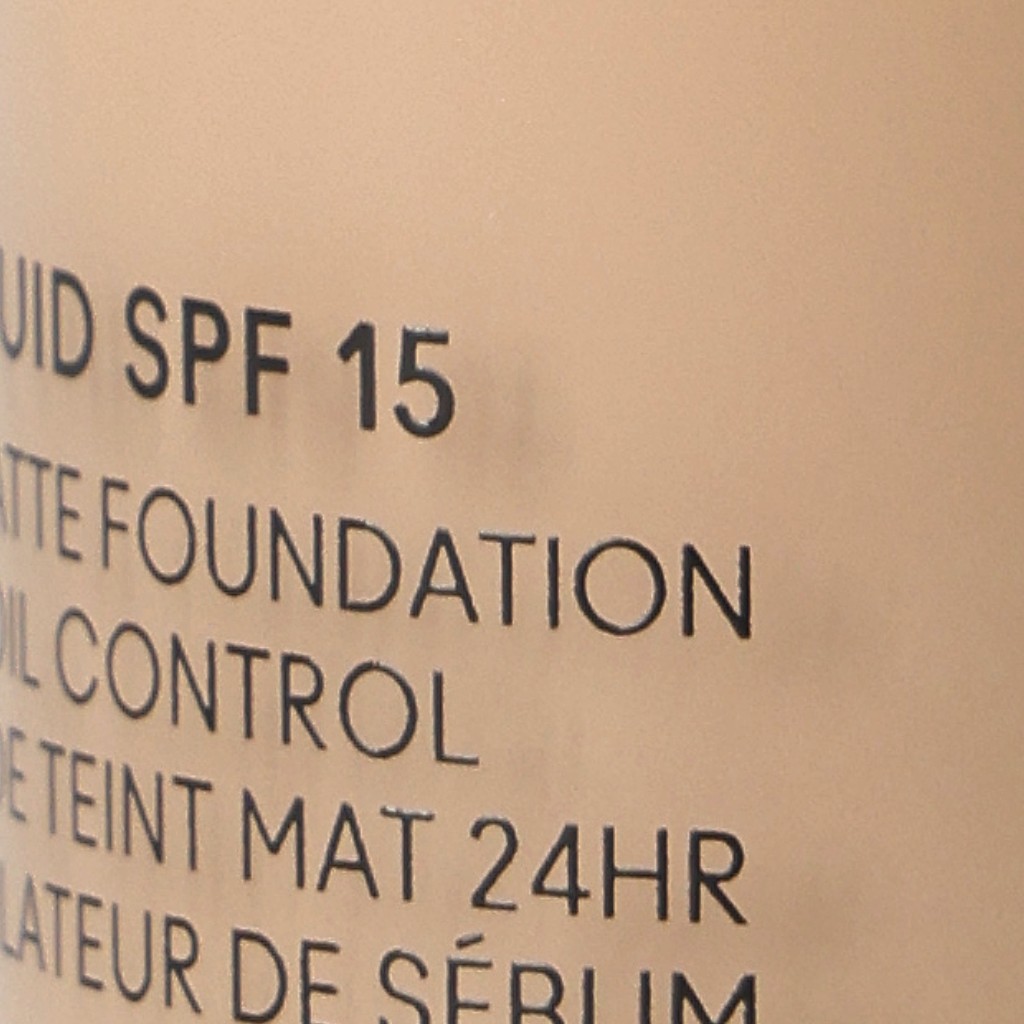 UID SPF 15
ATTE FOUNDATION
OIL CONTROL
DE TEINT MAT 24HR
LATEUR DE SÉBUM